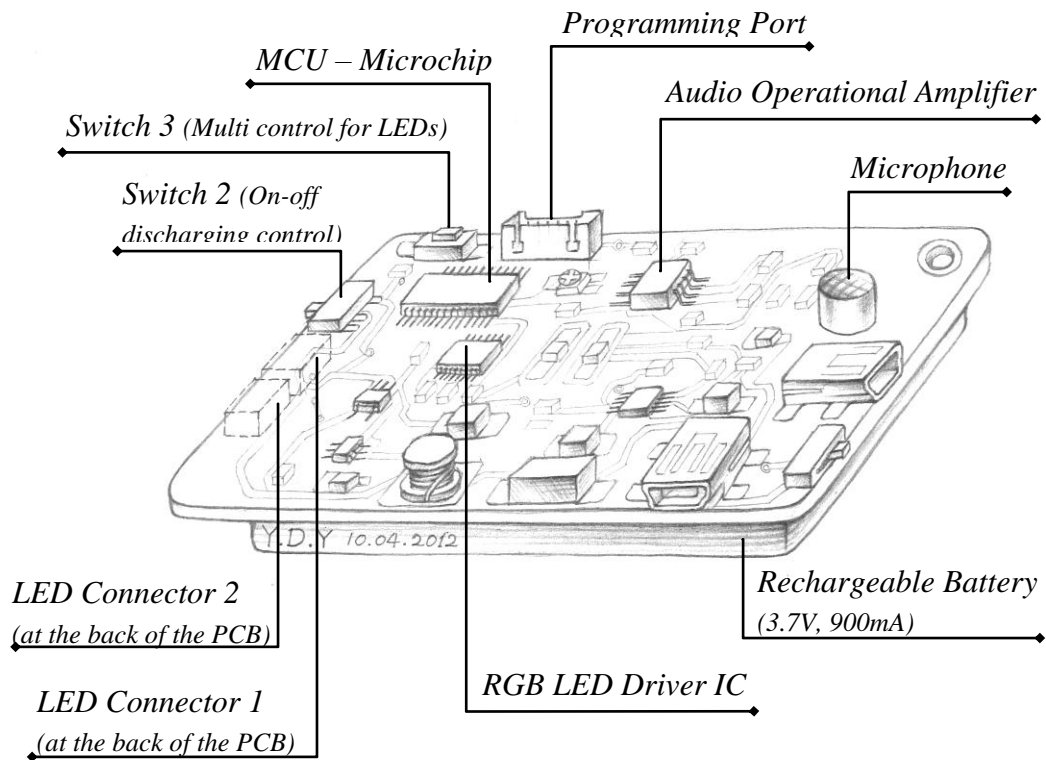 Programming Port
MCU – Microchip
Audio Operational Amplifier
Switch 3 (Multi control for LEDs)
Microphone
Switch 2 (On-off
discharging control)
Y.D.Y 10.04.2012
LED Connector 2
(at the back of the PCB)
Rechargeable Battery
(3.7V, 900mA)
RGB LED Driver IC
LED Connector 1
(at the back of the PCB)